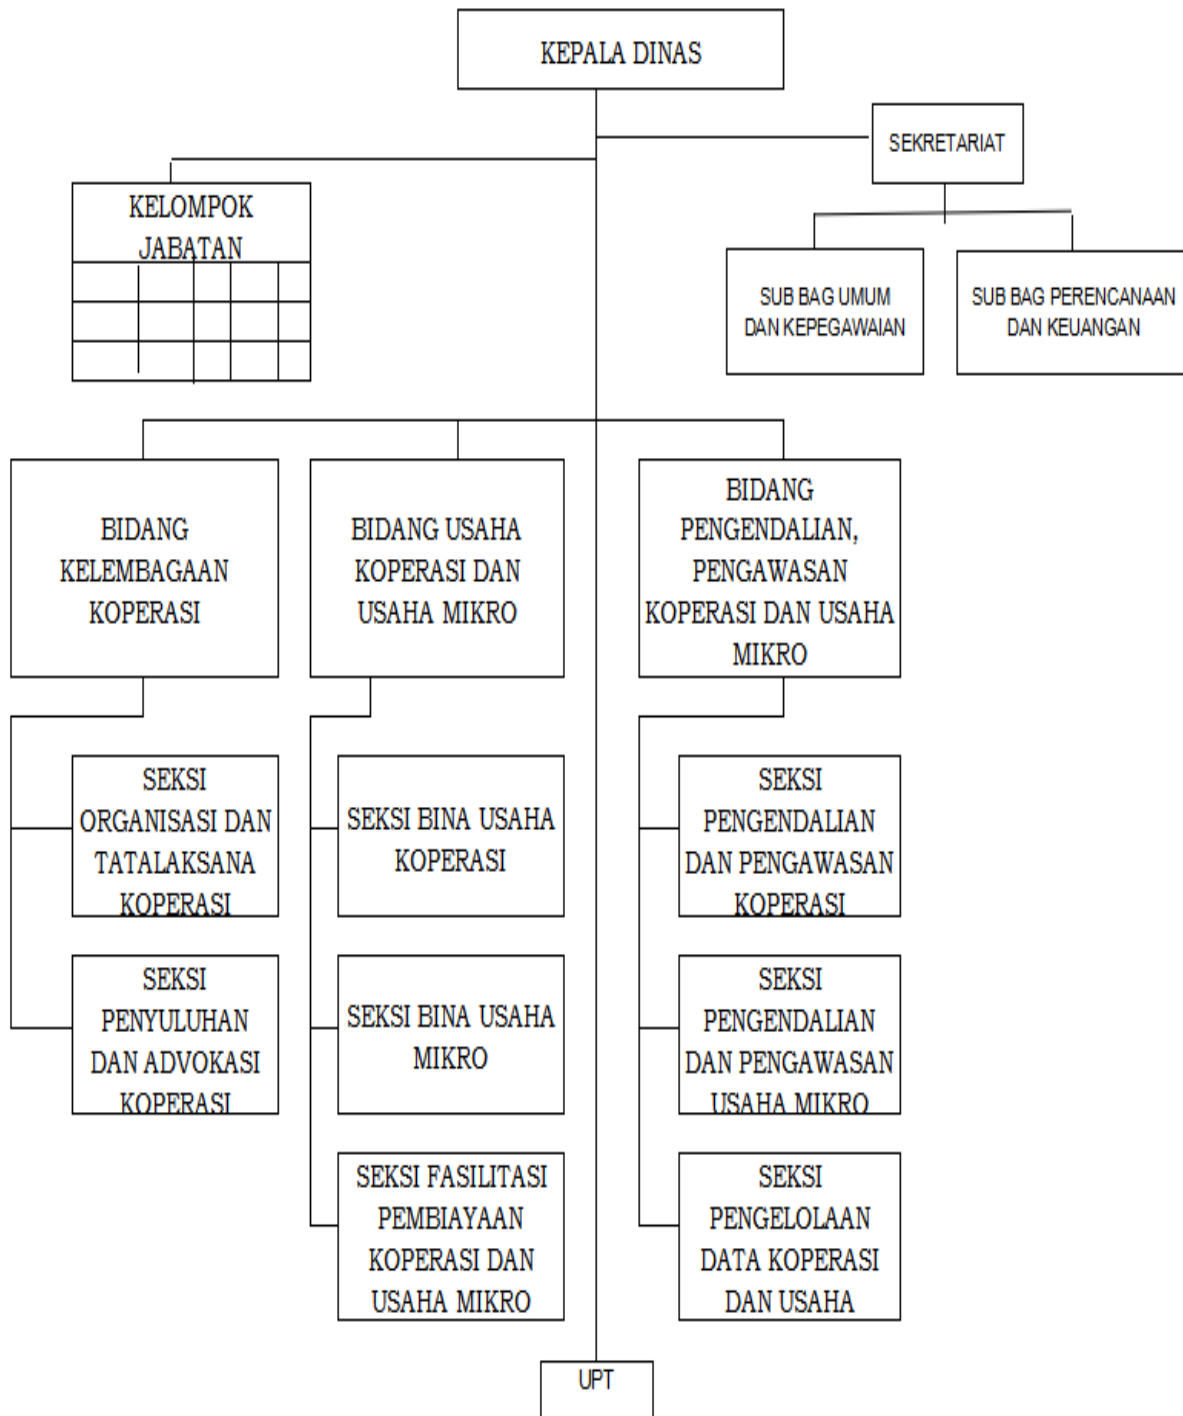 KEPALA DINAS
SEKRETARIAT
KELOMPOK
JABATAN
SUB BAG UMUM
DAN KEPEGAWAIAN
SUB BAG PERENCANAAN
DAN KEUANGAN
BIDANG
KELEMBAGAAN
KOPERASI
BIDANG USAHA
KOPERASI DAN
USAHA MIKRO
BIDANG
PENGENDALIAN,
PENGAWASAN
KOPERASI DAN USAHA
MIKRO
SEKSI
ORGANISASI DAN
TATALAKSANA
KOPERASI
SEKSI BINA USAHA
KOPERASI
SEKSI
PENGENDALIAN
DAN PENGAWASAN
KOPERASI
SEKSI
PENYULUHAN
DAN ADVOKASI
KOPERASI
SEKSI BINA USAHA
MIKRO
SEKSI
PENGENDALIAN
DAN PENGAWASAN
USAHA MIKRO
SEKSI FASILITASI
PEMBIAYAAN
KOPERASI DAN
USAHA MIKRO
SEKSI
PENGELOLAAN
DATA KOPERASI
DAN USAHA
UPT